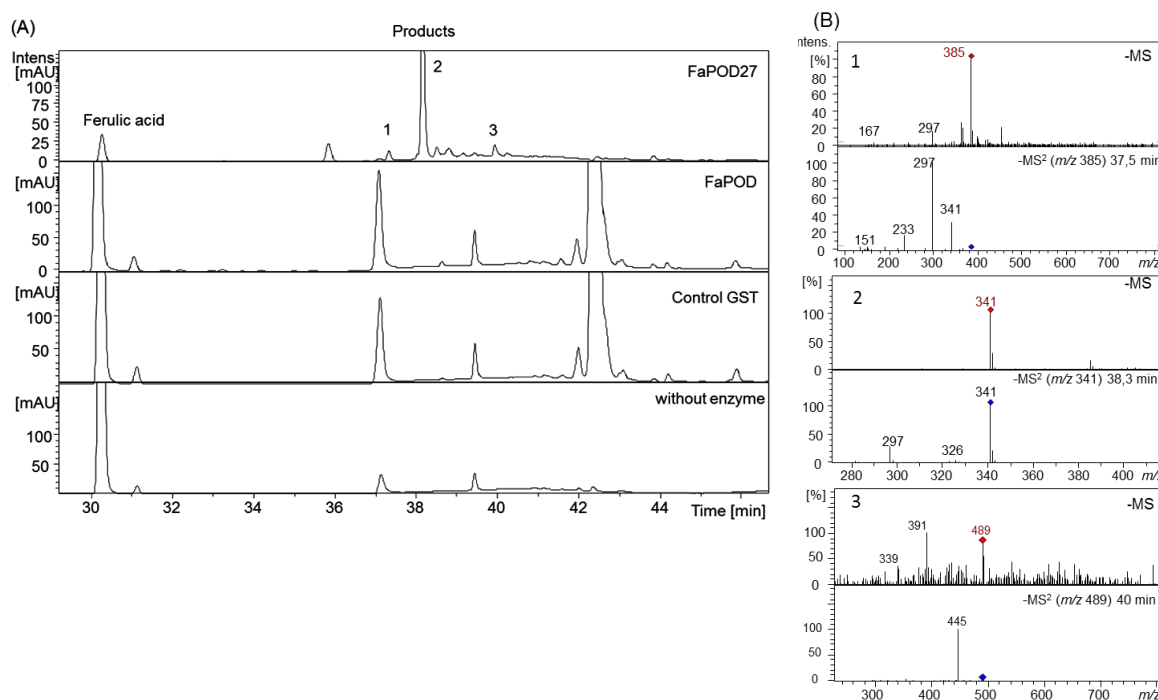 (A)
Products
Intens.
[mAU]
100
75
50
25
0
Ferulic acid
1
2
3
FaPOD27
[mAU]
100
50
0
FaPOD
[mAU]
100
50
Control GST
[mAU]
100
50
without enzyme
30 32 34 36 38 40 42 44 Time [min]
(B)
Intens.
[%]
1
385
-MS
100
80
60
40
20
0
167
297
-MS² (m/z 385) 37,5 min
100
80
60
40
20
0
297
341
233
151
100 200 300 400 500 600 700 m/z
[%]
2
341
-MS
100
50
0
-MS² (m/z 341) 38,3 min
341
100
50
0
297
326
280 300 320 340 360 380 400 m/z
[%]
3
489
-MS
391
339
100
50
0
-MS² (m/z 489) 40 min
445
100
50
0
300 400 500 600 700 m/z